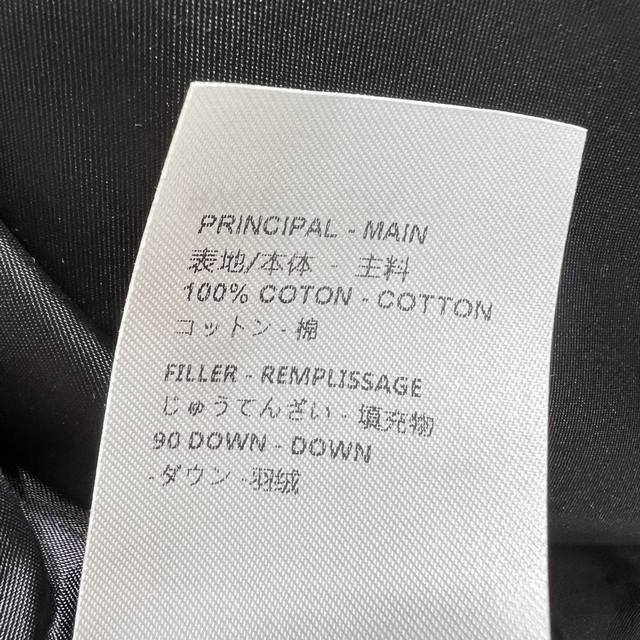 PRINCIPAL - MAIN
表地/本体 - 主料
100% COTON - COTTON
コットン - 棉
FILLER - REMPLISSAGE
じゅうてんざい - 填充物
90 DOWN - DOWN
-ダウン - 羽绒